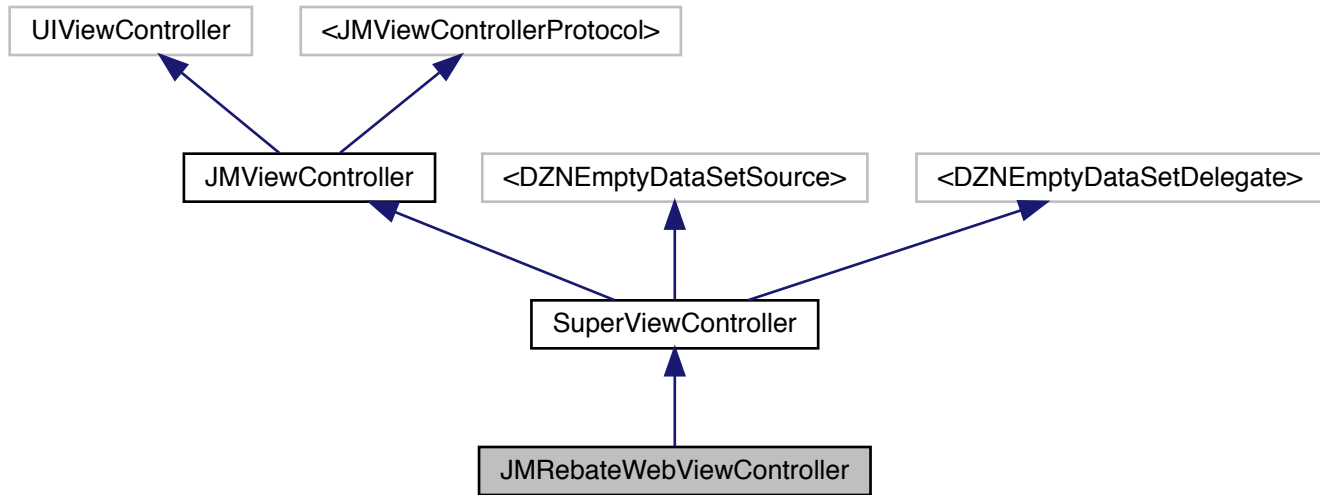 UIViewController
<JMViewControllerProtocol>
JMViewController
<DZNEmptyDataSetSource>
<DZNEmptyDataSetDelegate>
SuperViewController
JMRebateWebViewController